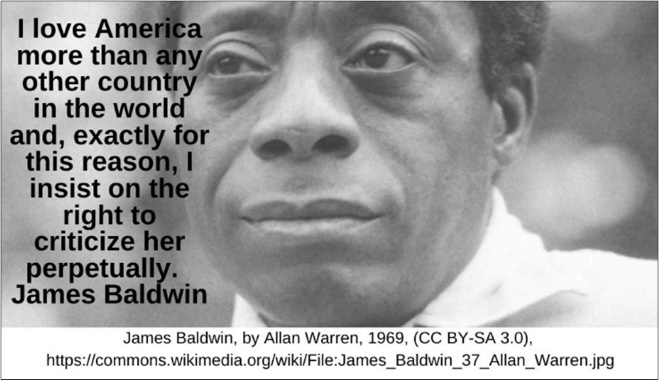 I love America
more than any
other country
in the world
and, exactly for
this reason, I
insist on the
right to
criticize her
perpetually.
James Baldwin
James Baldwin, by Allan Warren, 1969, (CC BY-SA 3.0),
https://commons.wikimedia.org/wiki/File:James_Baldwin_37_Allan_Warren.jpg